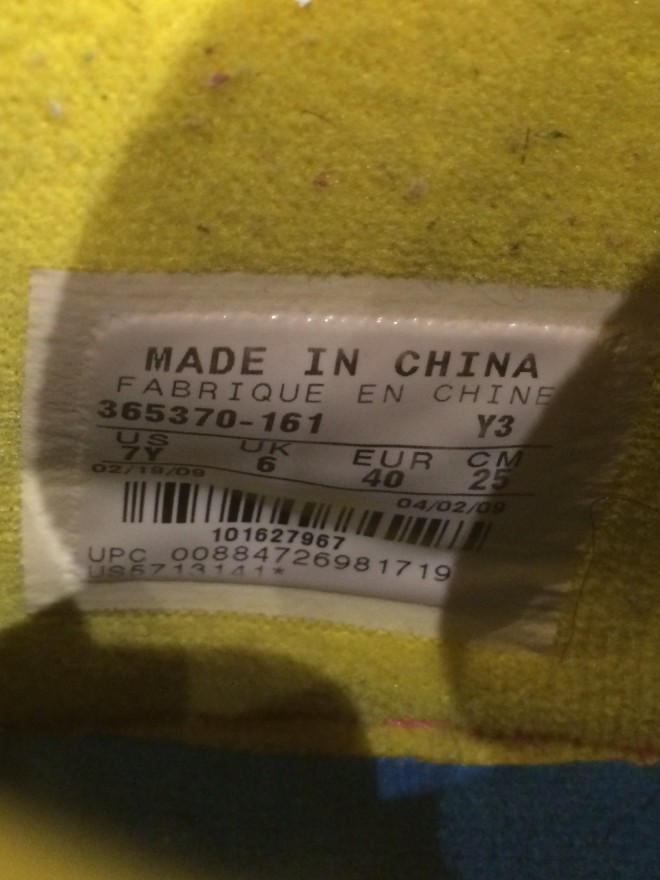 MADE IN CHINA
FABRIQUE EN CHINE
365370-161 Y3
US UK EUR CM
7Y 6 40 25
02/19/09 04/02/09
101627967
UPC 00884726981719
US5713141*